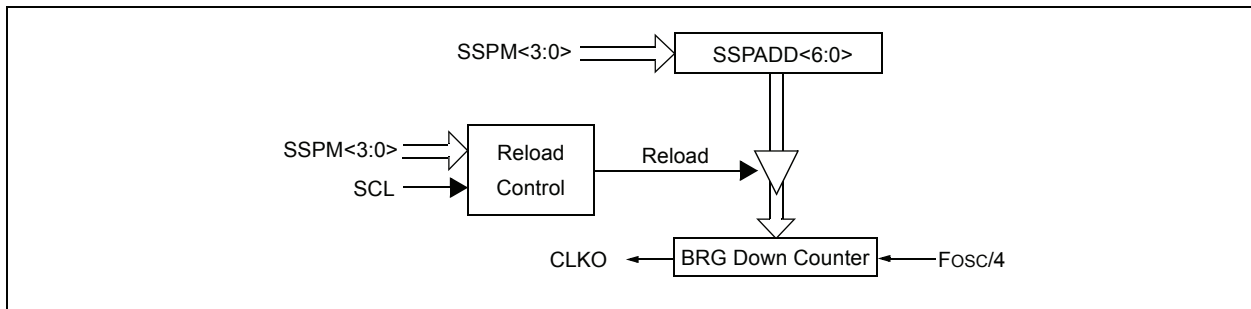 SSPM<3:0>
SSPADD<6:0>
SSPM<3:0>
SCL
Reload
Control
Reload
CLKO
BRG Down Counter
FOSC/4